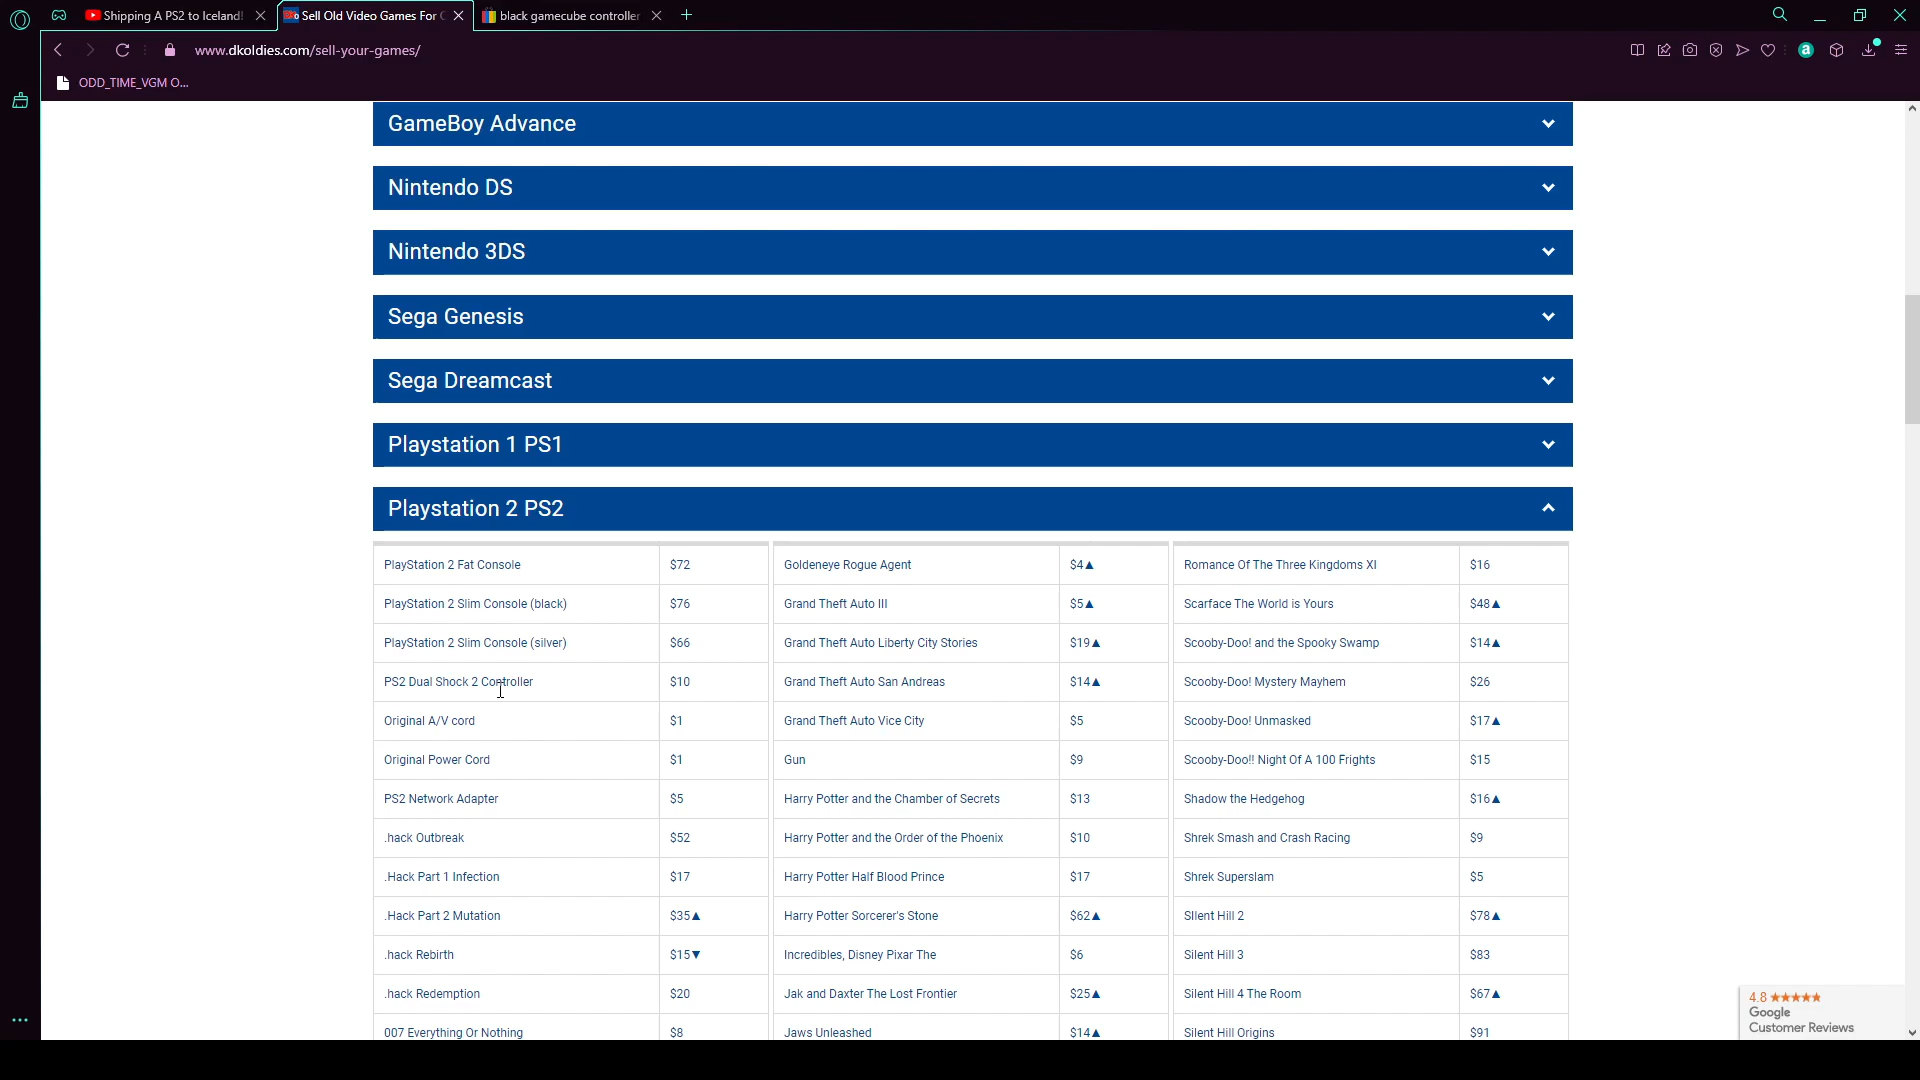 Shipping A PS2 to Iceland!
Sell Old Video Games For C
black gamecube controller
www.dkoldies.com/sell-your-games/
ODD_TIME_VGM O...
GameBoy Advance
Nintendo DS
Nintendo 3DS
Sega Genesis
Sega Dreamcast
Playstation 1 PS1
Playstation 2 PS2
PlayStation 2 Fat Console $72 Goldeneye Rogue Agent $4▲ Romance Of The Three Kingdoms XI $16
PlayStation 2 Slim Console (black) $76 Grand Theft Auto III $5▲ Scarface The World is Yours $48▲
PlayStation 2 Slim Console (silver) $66 Grand Theft Auto Liberty City Stories $19▲ Scooby-Doo! and the Spooky Swamp $14▲
PS2 Dual Shock 2 Controller $10 Grand Theft Auto San Andreas $14▲ Scooby-Doo! Mystery Mayhem $26
Original A/V cord $1 Grand Theft Auto Vice City $5 Scooby-Doo! Unmasked $17▲
Original Power Cord $1 Gun $9 Scooby-Doo!! Night Of A 100 Frights $15
PS2 Network Adapter $5 Harry Potter and the Chamber of Secrets $13 Shadow the Hedgehog $16▲
.hack Outbreak $52 Harry Potter and the Order of the Phoenix $10 Shrek Smash and Crash Racing $9
.Hack Part 1 Infection $17 Harry Potter Half Blood Prince $17 Shrek Superslam $5
.Hack Part 2 Mutation $35▲ Harry Potter Sorcerer's Stone $62▲ SIlent Hill 2 $78▲
.hack Rebirth $15▼ Incredibles, Disney Pixar The $6 Silent Hill 3 $83
.hack Redemption $20 Jak and Daxter The Lost Frontier $25▲ Silent Hill 4 The Room $67▲
007 Everything Or Nothing $8 Jaws Unleashed $14▲ Silent Hill Origins $91
4.8 ★★★★★
Google
Customer Reviews